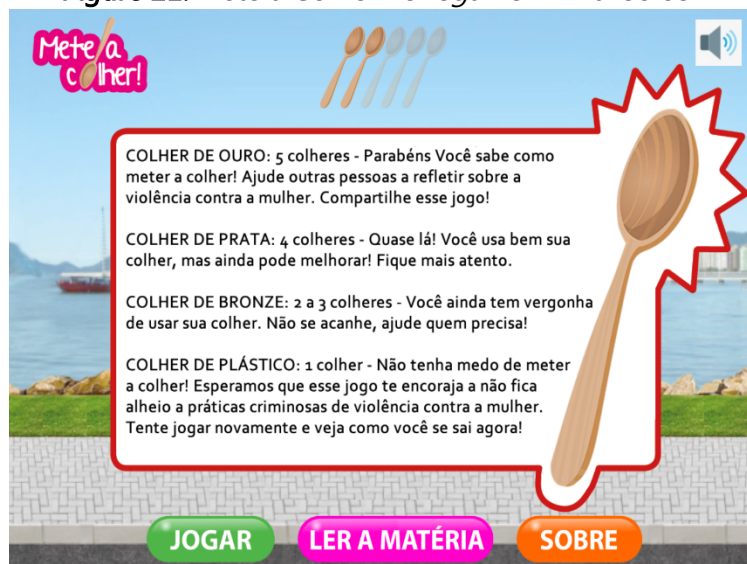 Mete a
colher!
COLHER DE OURO: 5 colheres - Parabéns Você sabe como
meter a colher! Ajude outras pessoas a refletir sobre a
violência contra a mulher. Compartilhe esse jogo!
COLHER DE PRATA: 4 colheres - Quase lá! Você usa bem sua
colher, mas ainda pode melhorar! Fique mais atento.
COLHER DE BRONZE: 2 a 3 colheres - Você ainda tem vergonha
de usar sua colher. Não se acanhe, ajude quem precisa!
COLHER DE PLÁSTICO: 1 colher - Não tenha medo de meter
a colher! Esperamos que esse jogo te encoraja a não fica
alheio a práticas criminosas de violência contra a mulher.
Tente jogar novamente e veja como você se sai agora!
JOGAR
LER A MATÉRIA
SOBRE